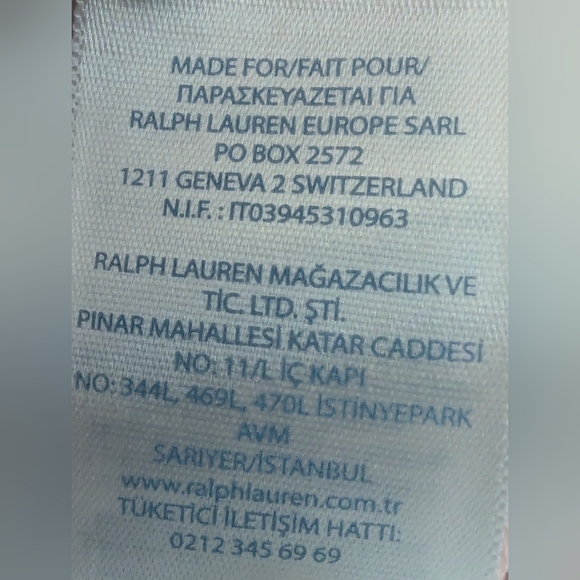 MADE FOR/FAIT POUR/
ΠΑΡΑΣΚΕΥΑΖΕΤΑΙ ΓΙΑ
RALPH LAUREN EUROPE SARL
PO BOX 2572
1211 GENEVA 2 SWITZERLAND
N.I.F. : IT03945310963
RALPH LAUREN MAĞAZACILIK VE
TİC. LTD. ŞTİ.
PINAR MAHALLESİ KATAR CADDESİ
NO: 11/L İÇ KAPI
NO: 344L, 469L, 470L İSTİNYEPARK
AVM
SARIYER/İSTANBUL
www.ralphlauren.com.tr
TÜKETİCİ İLETİŞİM HATTI:
0212 345 69 69